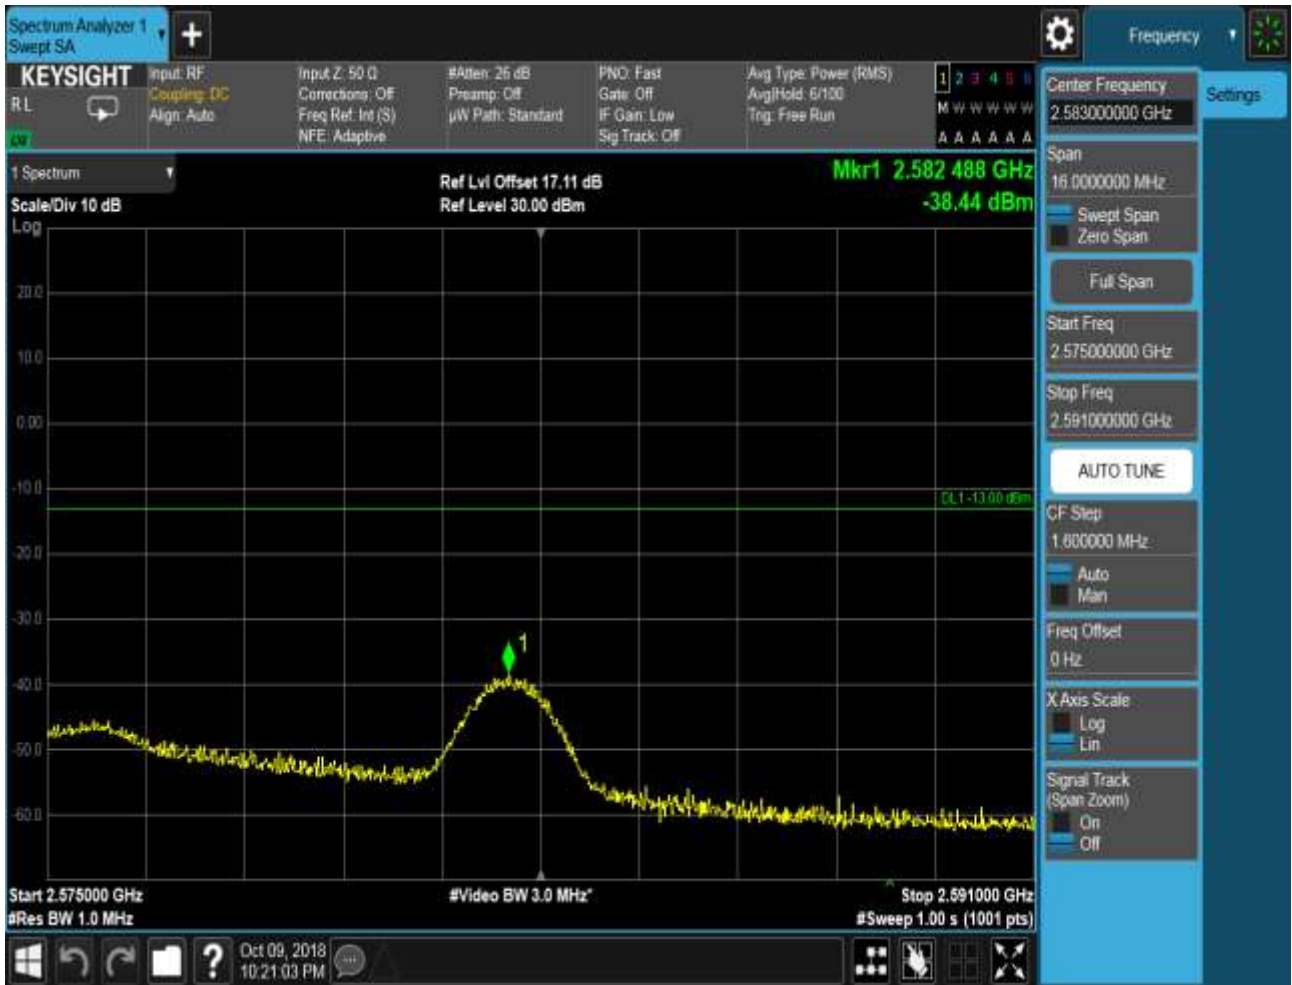 Spectrum Analyzer 1
Swept SA
Frequency
KEYSIGHT
R L
Input: RF
Coupling: DC
Align: Auto
Input Z: 50 Ω
Corrections: Off
Freq Ref: Int (S)
NFE: Adaptive
#Atten: 26 dB
Preamp: Off
µW Path: Standard
PNO: Fast
Gate: Off
IF Gain: Low
Sig Track: Off
Avg Type: Power (RMS)
Avg|Hold: 6/100
Trig: Free Run
1 2 3 4 5 6
M W W W W W
A A A A A A
1 Spectrum
Scale/Div 10 dB
Log
Ref Lvl Offset 17.11 dB
Ref Level 30.00 dBm
Mkr1 2.582 488 GHz
-38.44 dBm
20.0
10.0
0.00
-10.0
DL1 -13.00 dBm
-20.0
-30.0
1
-40.0
-50.0
-60.0
Start 2.575000 GHz
#Video BW 3.0 MHz*
Stop 2.591000 GHz
#Res BW 1.0 MHz
#Sweep 1.00 s (1001 pts)
?
Oct 09, 2018
10:21:03 PM
Center Frequency
2.583000000 GHz
Settings
Span
16.0000000 MHz
Swept Span
Zero Span
Full Span
Start Freq
2.575000000 GHz
Stop Freq
2.591000000 GHz
AUTO TUNE
CF Step
1.600000 MHz
Auto
Man
Freq Offset
0 Hz
X Axis Scale
Log
Lin
Signal Track
(Span Zoom)
On
Off